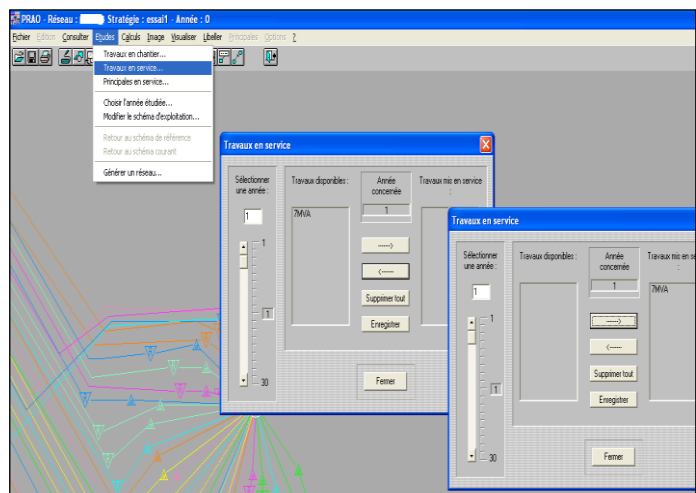 PRAO - Réseau : Stratégie : essai1 - Année : 0
Fichier Edition Consulter Etudes Calculs Image Visualiser Libeller Principales Options ?
Travaux en chantier...
Travaux en service...
Principales en service...
Choisir l'année étudiée...
Modifier le schéma d'exploitation...
Retour au schéma de référence
Retour au schéma courant
Générer un réseau...
Travaux en service
Sélectionner
une année :
1
1
1
30
Travaux disponibles :
7MVA
Année
concernée
1
----->
<-----
Supprimer tout
Enregistrer
Travaux mis en service
:
Fermer
Travaux en service
Sélectionner
une année :
1
1
1
30
Travaux disponibles :
Année
concernée
1
----->
<-----
Supprimer tout
Enregistrer
Travaux mis en se
7MVA
Fermer